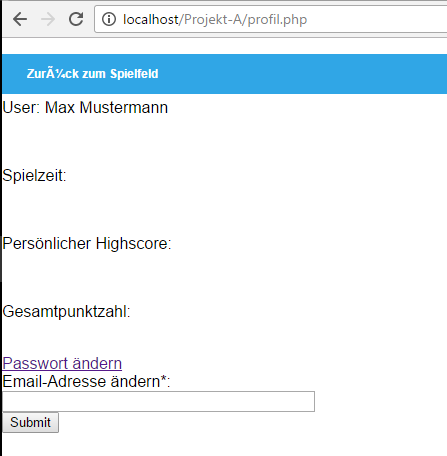 localhost/Projekt-A/profil.php
ZurÃ¼ck zum Spielfeld
User: Max Mustermann
Spielzeit:
Persönlicher Highscore:
Gesamtpunktzahl:
Passwort ändern
Email-Adresse ändern*:
Submit